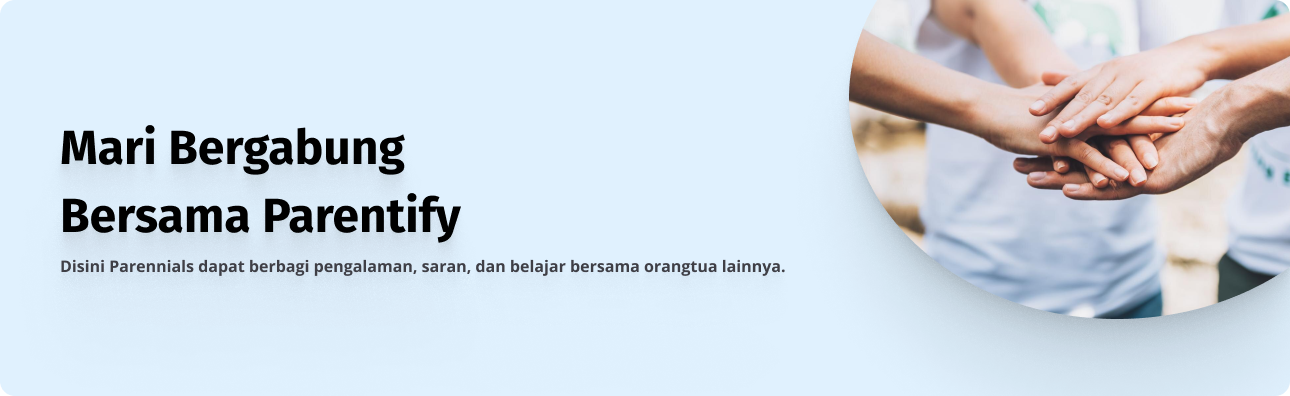 Mari Bergabung
Bersama Parentify
Disini Parennials dapat berbagi pengalaman, saran, dan belajar bersama orangtua lainnya.